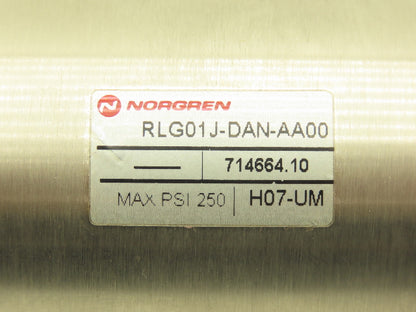 NORGREN
RLG01J-DAN-AA00
714664.10
MAX PSI 250 H07-UM